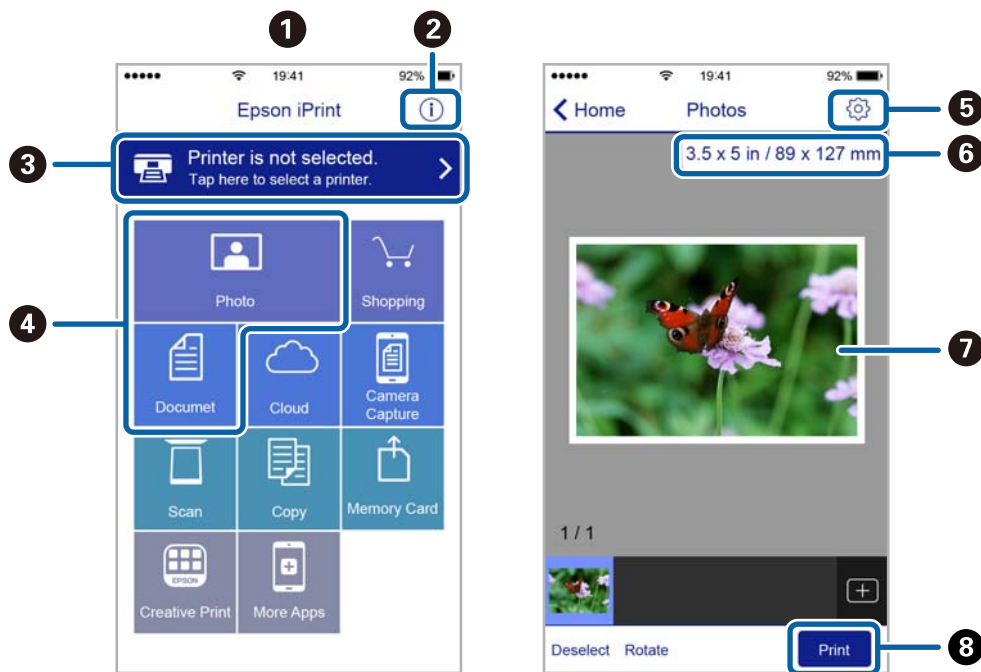 1
2
19:41
92%
Epson iPrint
i
3
Printer is not selected.
Tap here to select a printer.
4
Photo
Shopping
Documet
Cloud
Camera
Capture
Scan
Copy
Memory Card
EPSON
Creative Print
More Apps
19:41
92%
Home
Photos
5
3.5 x 5 in / 89 x 127 mm
6
7
1 / 1
Deselect
Rotate
Print
8